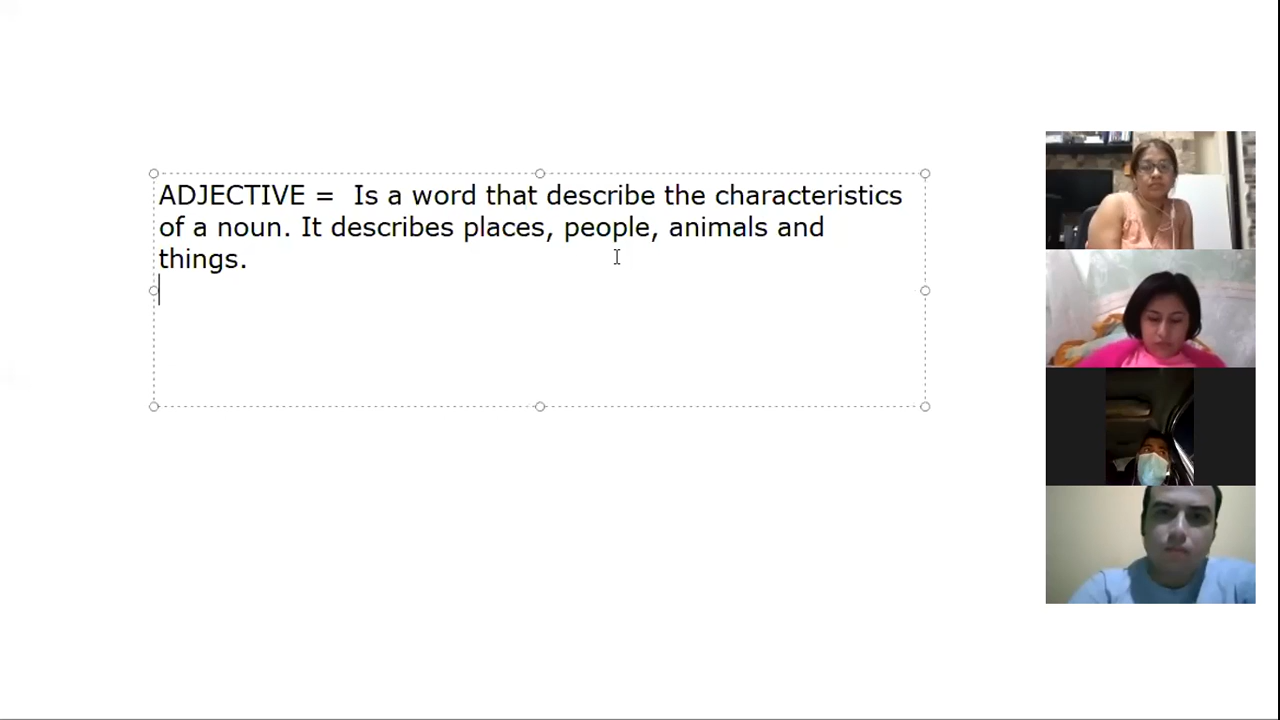 ADJECTIVE =  Is a word that describe the characteristics
of a noun. It describes places, people, animals and
things.